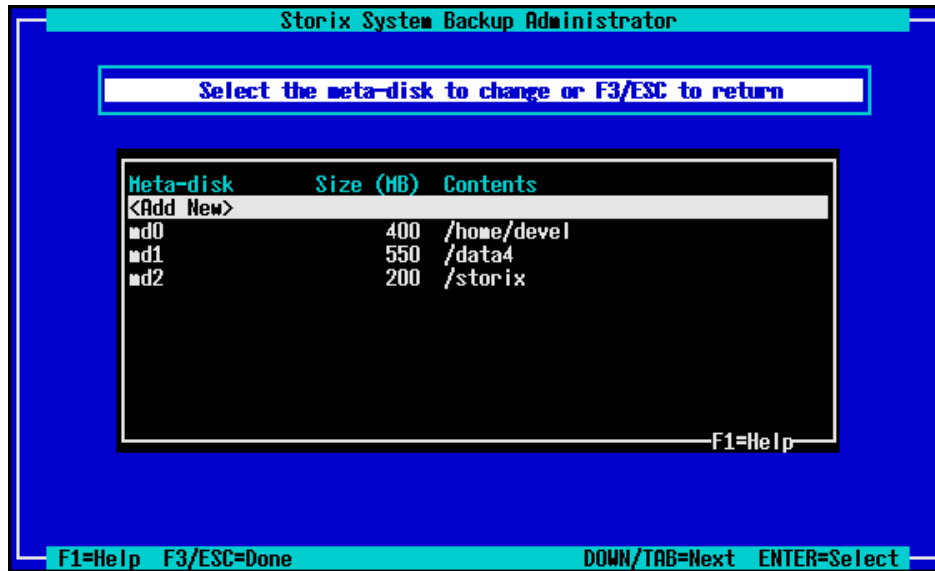 Storix System Backup Administrator
Select the meta-disk to change or F3/ESC to return
Meta-disk Size (MB) Contents
<Add New>
md0 400 /home/devel
md1 550 /data4
md2 200 /storix
F1=Help
F1=Help F3/ESC=Done DOWN/TAB=Next ENTER=Select